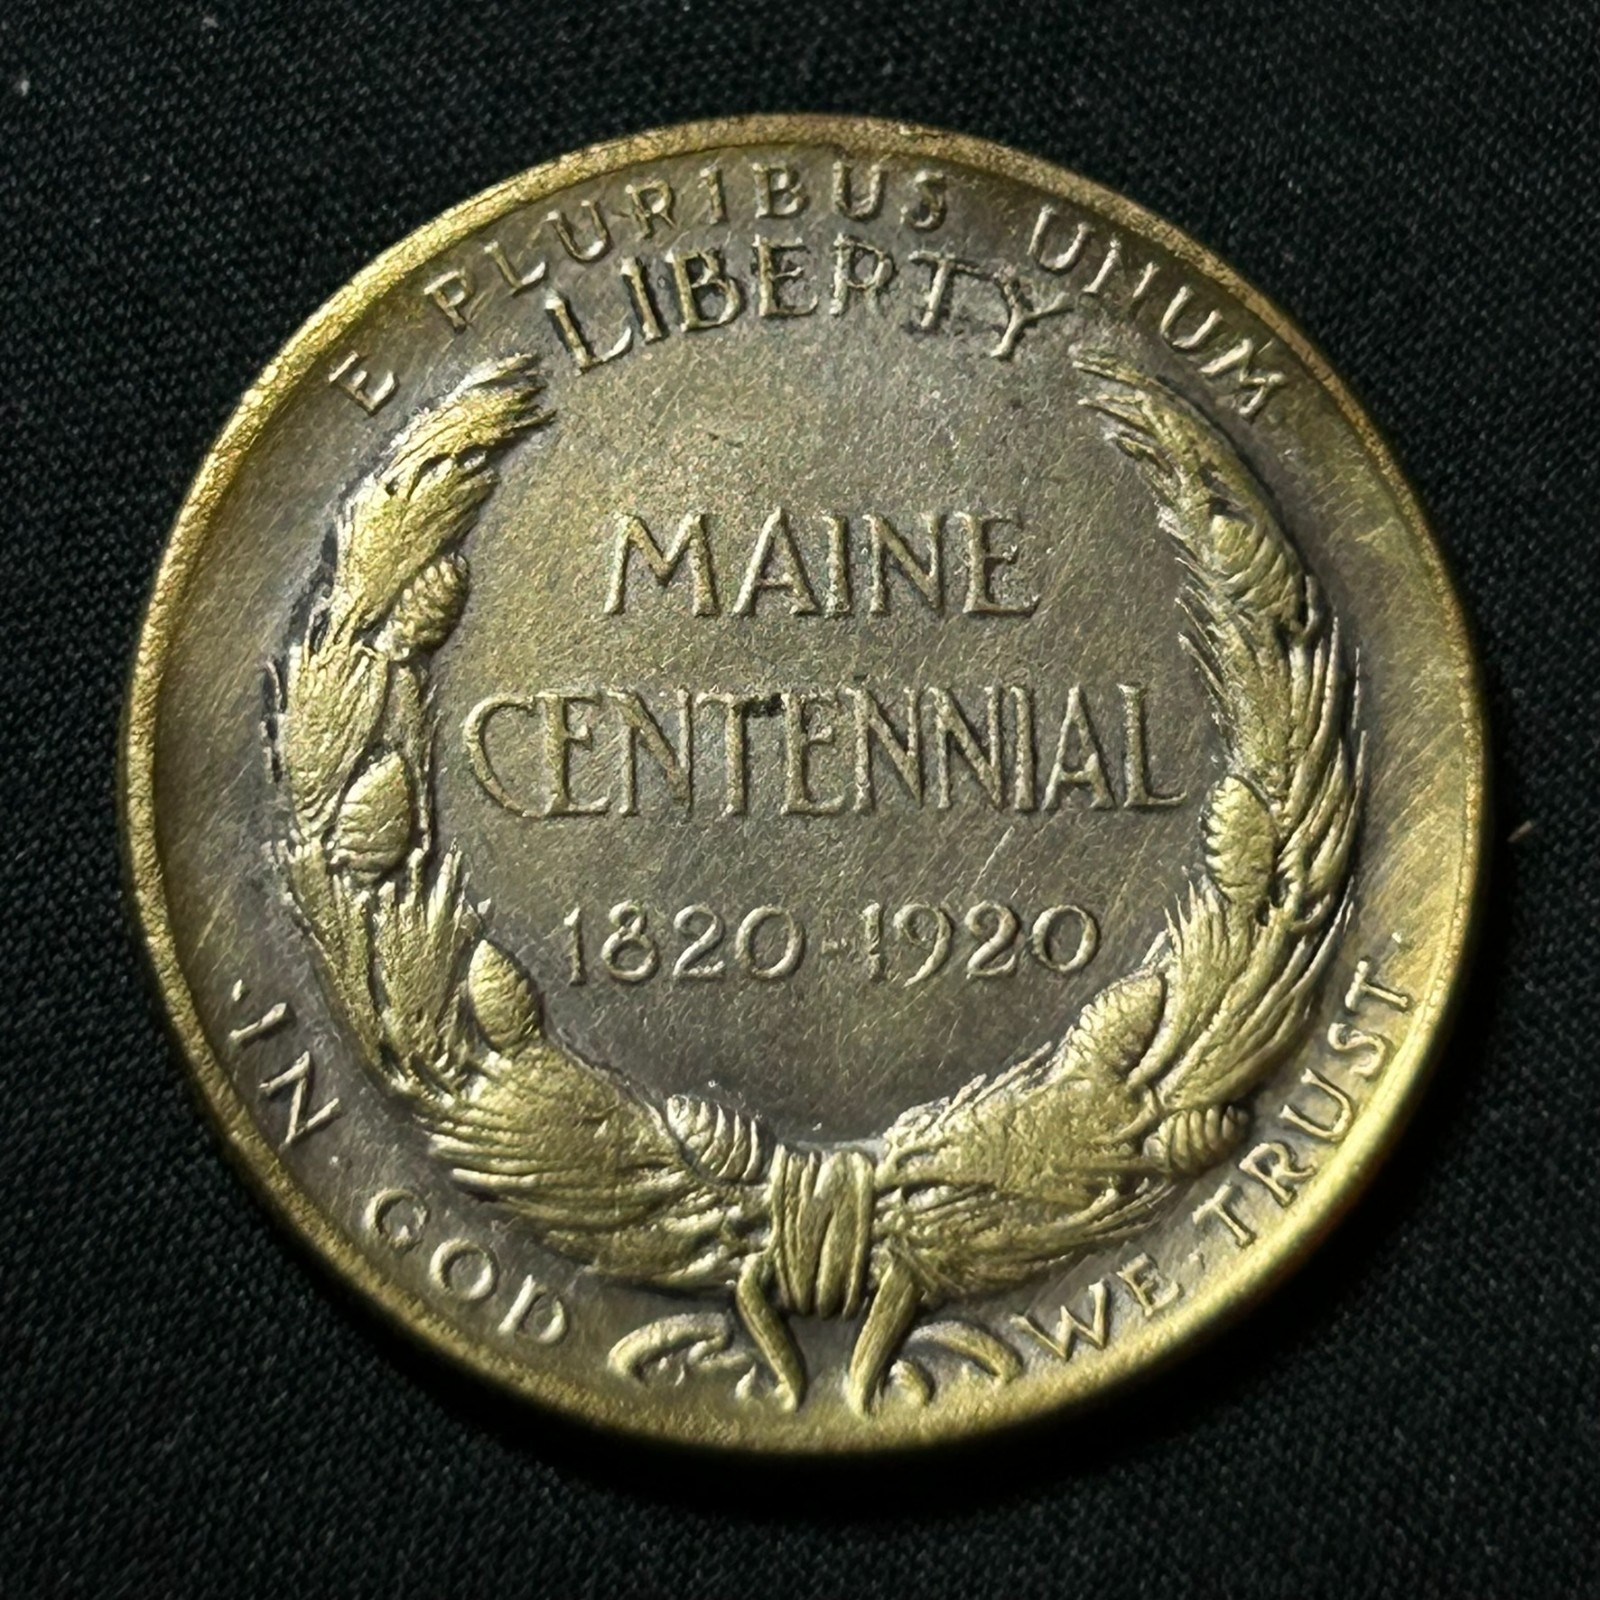 E PLURIBUS UNUM
LIBERTY
MAINE
CENTENNIAL
1820-1920
·IN GOD WE·TRUST·